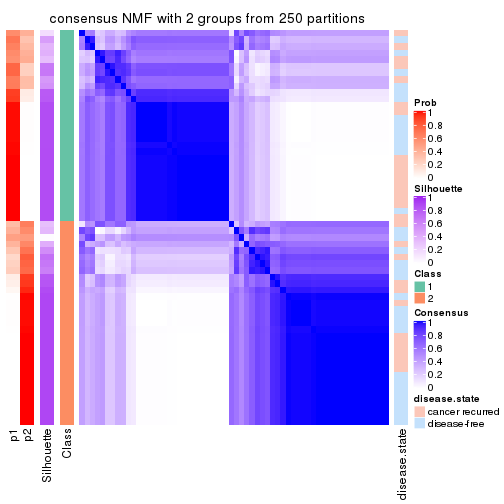 consensus NMF with 2 groups from 250 partitions
Prob
1
0.8
0.6
0.4
0.2
0
Silhouette
1
0.8
0.6
0.4
0.2
0
Class
1
2
Consensus
1
0.8
0.6
0.4
0.2
0
disease.state
cancer recurred
disease-free
p1
p2
Silhouette
Class
disease.state